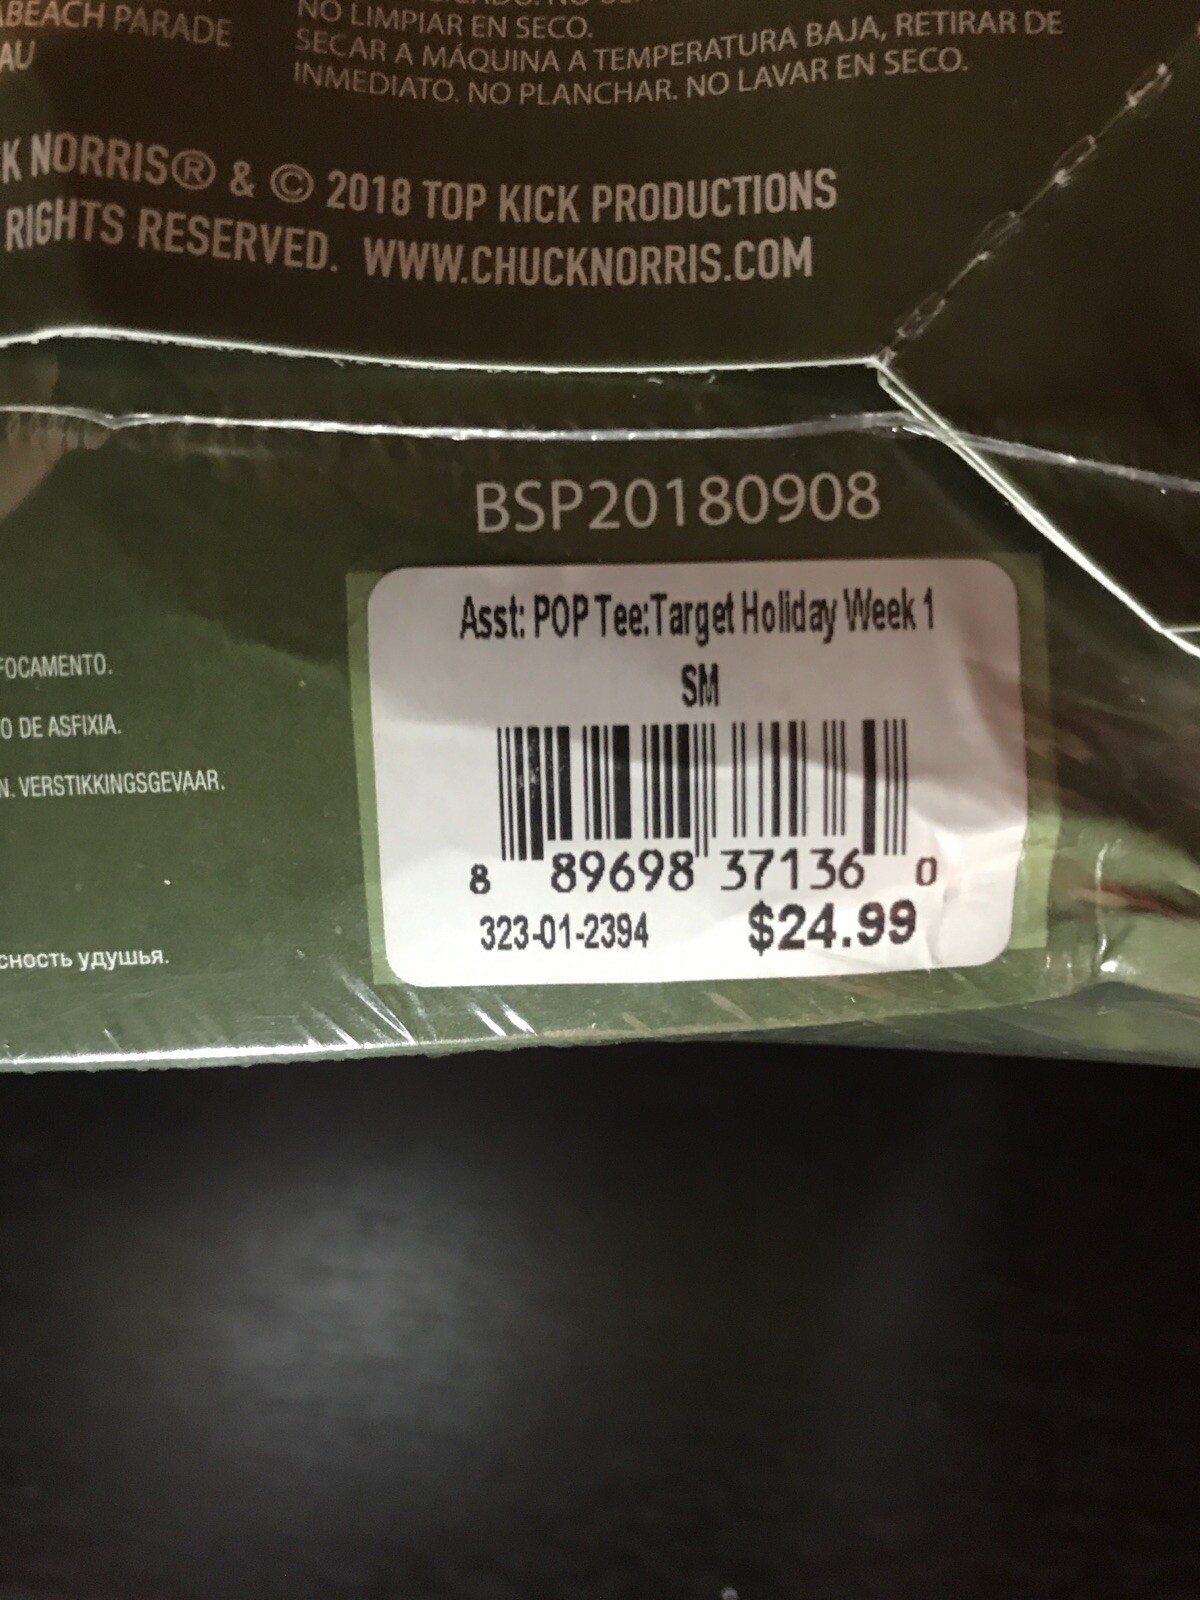 BEACH PARADE
AU
NO LIMPIAR EN SECO.
SECAR A MÁQUINA A TEMPERATURA BAJA, RETIRAR DE
INMEDIATO. NO PLANCHAR. NO LAVAR EN SECO.
K NORRIS® & © 2018 TOP KICK PRODUCTIONS
RIGHTS RESERVED. WWW.CHUCKNORRIS.COM
BSP20180908
Asst: POP Tee:Target Holiday Week 1
SM
8 89698 37136 0
323-01-2394 $24.99
FOCAMENTO.
O DE ASFIXIA.
N. VERSTIKKINGSGEVAAR.
сность удушья.